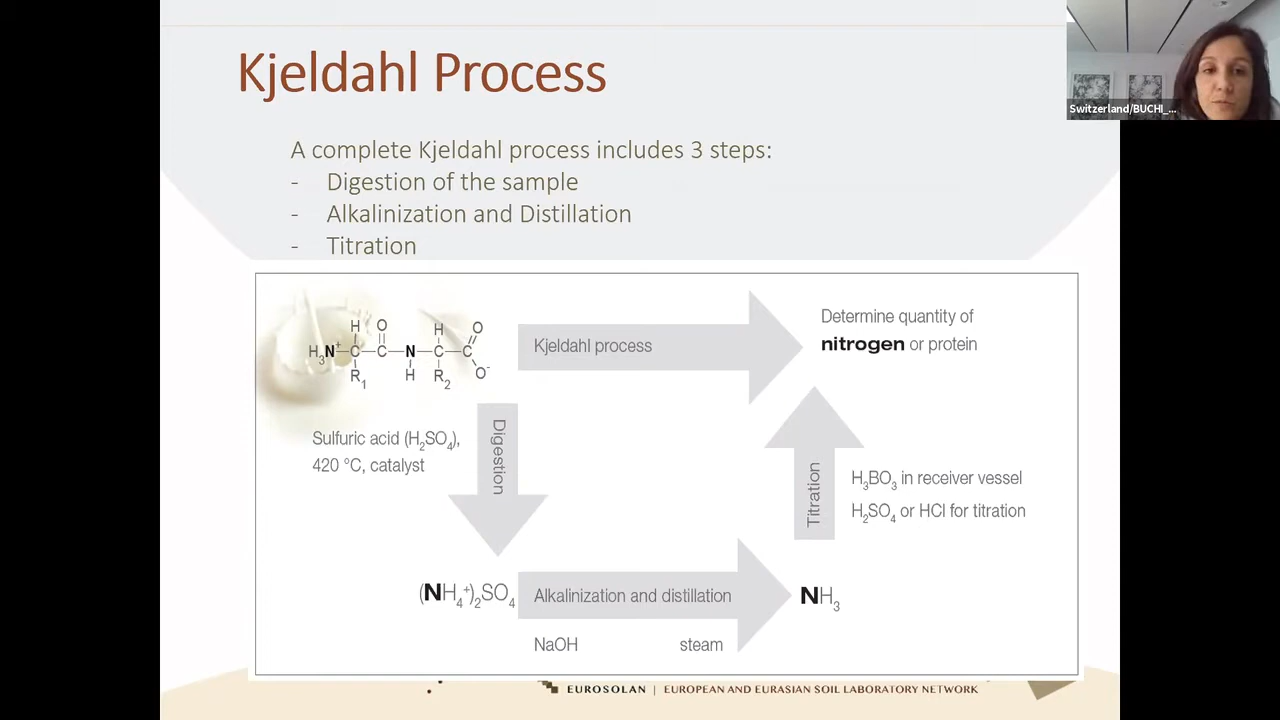 Kjeldahl Process
Switzerland/BUCHI_...
A complete Kjeldahl process includes 3 steps:
- Digestion of the sample
- Alkalinization and Distillation
- Titration
H O H O
H₃N⁺—C—C—N—C—C
R₁ H R₂ O⁻
Kjeldahl process
Determine quantity of
nitrogen or protein
Sulfuric acid (H₂SO₄),
420 °C, catalyst
Digestion
Titration
H₃BO₃ in receiver vessel
H₂SO₄ or HCl for titration
(NH₄⁺)₂SO₄
Alkalinization and distillation
NH₃
NaOH steam
EUROSOLAN | EUROPEAN AND EURASIAN SOIL LABORATORY NETWORK